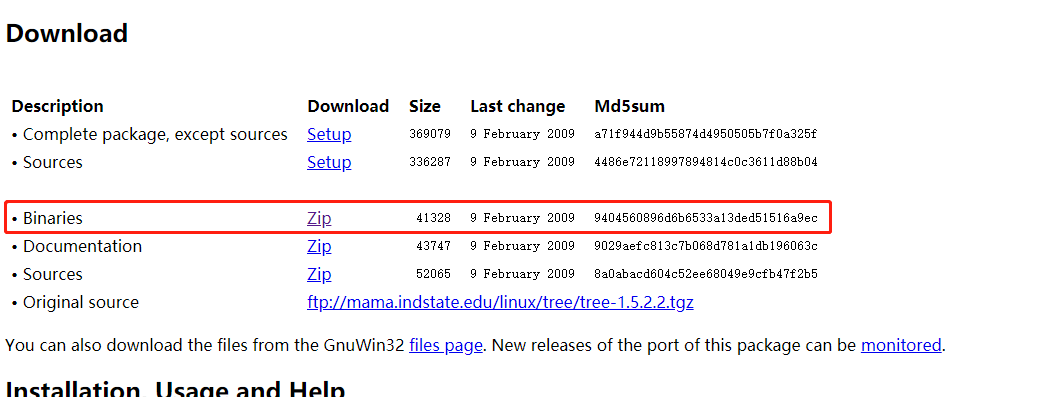 Download
Description Download Size Last change Md5sum
• Complete package, except sources Setup 369079 9 February 2009 a71f944d9b55874d4950505b7f0a325f
• Sources Setup 336287 9 February 2009 4486e72118997894814c0c3611d88b04
• Binaries Zip 41328 9 February 2009 9404560896d6b6533a13ded51516a9ec
• Documentation Zip 43747 9 February 2009 9029aefc813c7b068d781a1db196063c
• Sources Zip 52065 9 February 2009 8a0abacd604c52ee68049e9cfb47f2b5
• Original source ftp://mama.indstate.edu/linux/tree/tree-1.5.2.2.tgz
You can also download the files from the GnuWin32 files page. New releases of the port of this package can be monitored.
Installation, Usage and Help